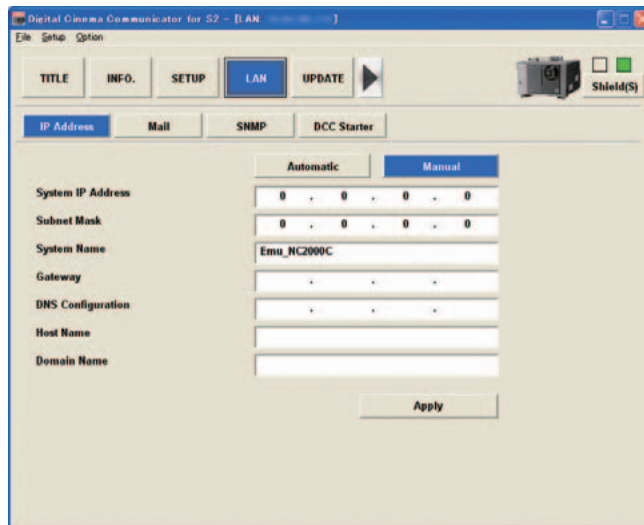 Digital Cinema Communicator for S2 - [LAN: ]
File Setup Option
TITLE INFO. SETUP LAN UPDATE Shield(S)
IP Address Mail SNMP DCC Starter
Automatic Manual
System IP Address 0 . 0 . 0 . 0
Subnet Mask 0 . 0 . 0 . 0
System Name Emu_NC2000C
Gateway . . .
DNS Configuration . . .
Host Name
Domain Name
Apply